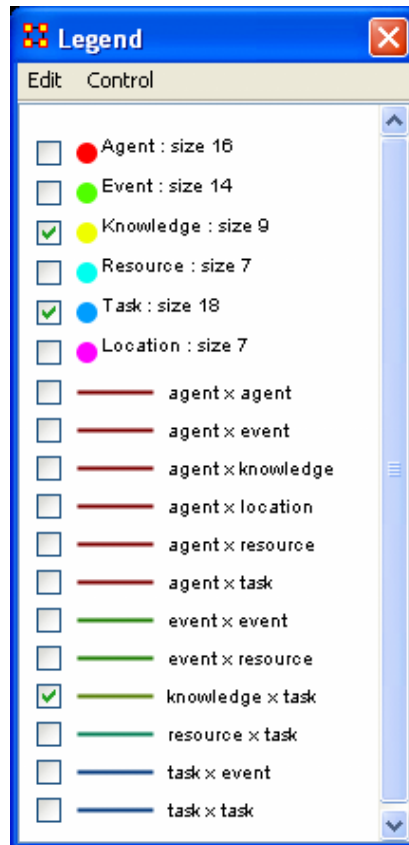 Legend
Edit Control
Agent : size 16
Event : size 14
Knowledge : size 9
Resource : size 7
Task : size 18
Location : size 7
agent x agent
agent x event
agent x knowledge
agent x location
agent x resource
agent x task
event x event
event x resource
knowledge x task
resource x task
task x event
task x task